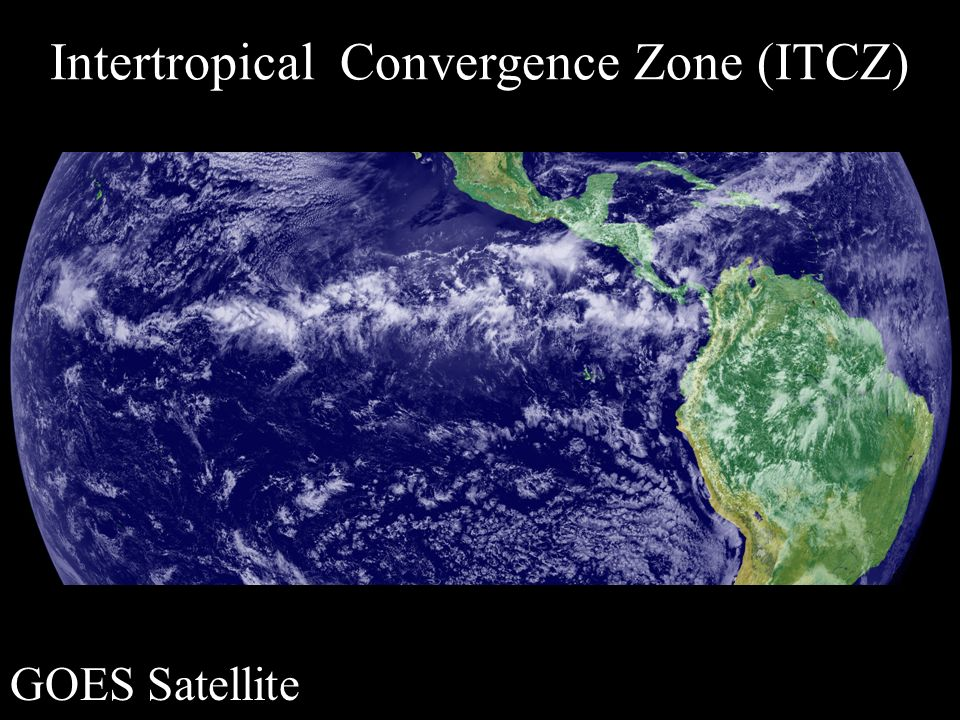 Intertropical Convergence Zone (ITCZ)
GOES Satellite